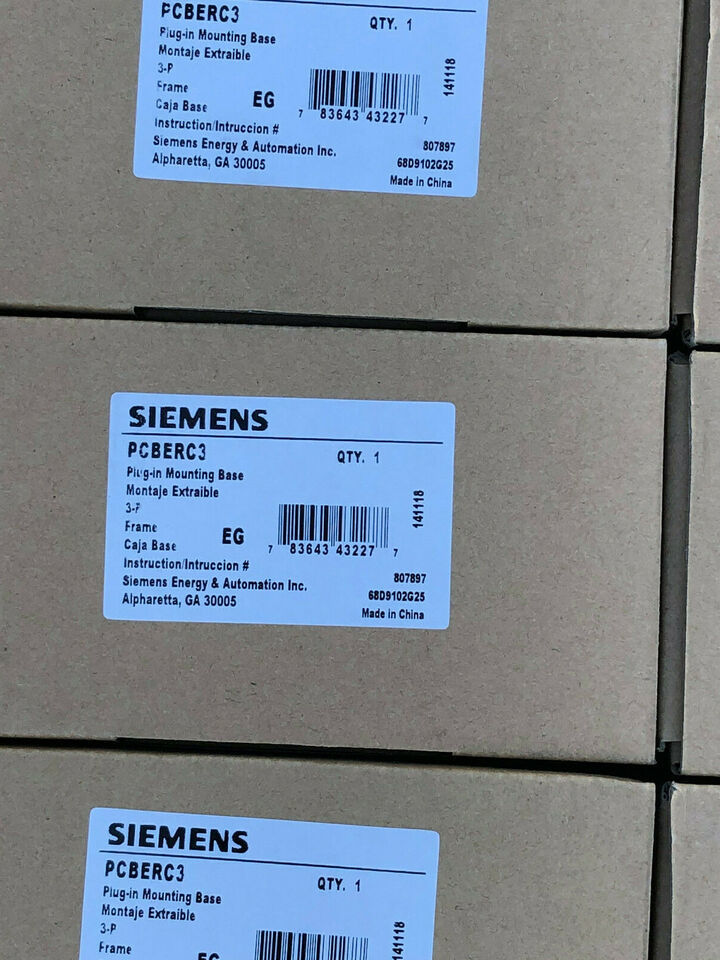 PCBERC3
QTY. 1
Plug-in Mounting Base
Montaje Extraible
3-P
Frame
Caja Base
EG
7 83643 43227 7
141118
Instruction/Intruccion #
807897
Siemens Energy & Automation Inc.
68D9102G25
Alpharetta, GA 30005
Made in China
SIEMENS
PCBERC3
QTY. 1
Plug-in Mounting Base
Montaje Extraible
3-P
Frame
Caja Base
EG
7 83643 43227 7
141118
Instruction/Intruccion #
807897
Siemens Energy & Automation Inc.
68D9102G25
Alpharetta, GA 30005
Made in China
SIEMENS
PCBERC3
QTY. 1
Plug-in Mounting Base
Montaje Extraible
3-P
Frame
EG
141118